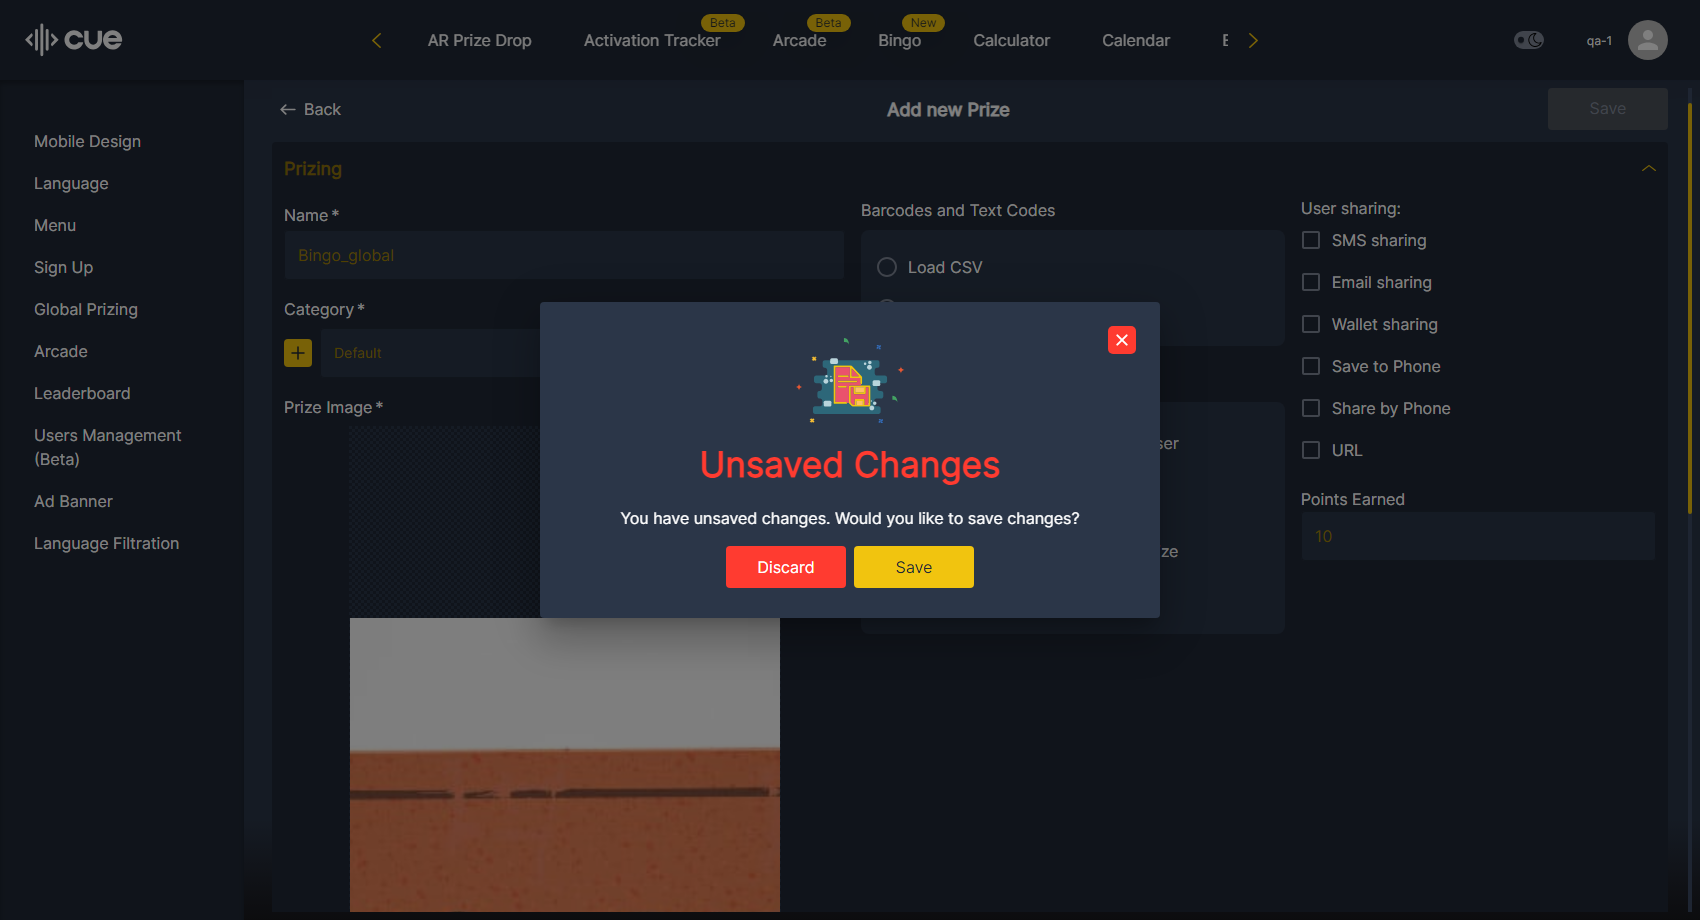 cue
AR Prize Drop
Activation Tracker
Beta
Arcade
Beta
Bingo
New
Calculator
Calendar
qa-1
Mobile Design
Language
Menu
Sign Up
Global Prizing
Arcade
Leaderboard
Users Management
(Beta)
Ad Banner
Language Filtration
Back
Add new Prize
Save
Prizing
Name*
Bingo_global
Category*
Default
Prize Image*
Barcodes and Text Codes
Load CSV
User sharing:
SMS sharing
Email sharing
Wallet sharing
Save to Phone
Share by Phone
URL
Points Earned
10
Unsaved Changes
You have unsaved changes. Would you like to save changes?
Discard
Save